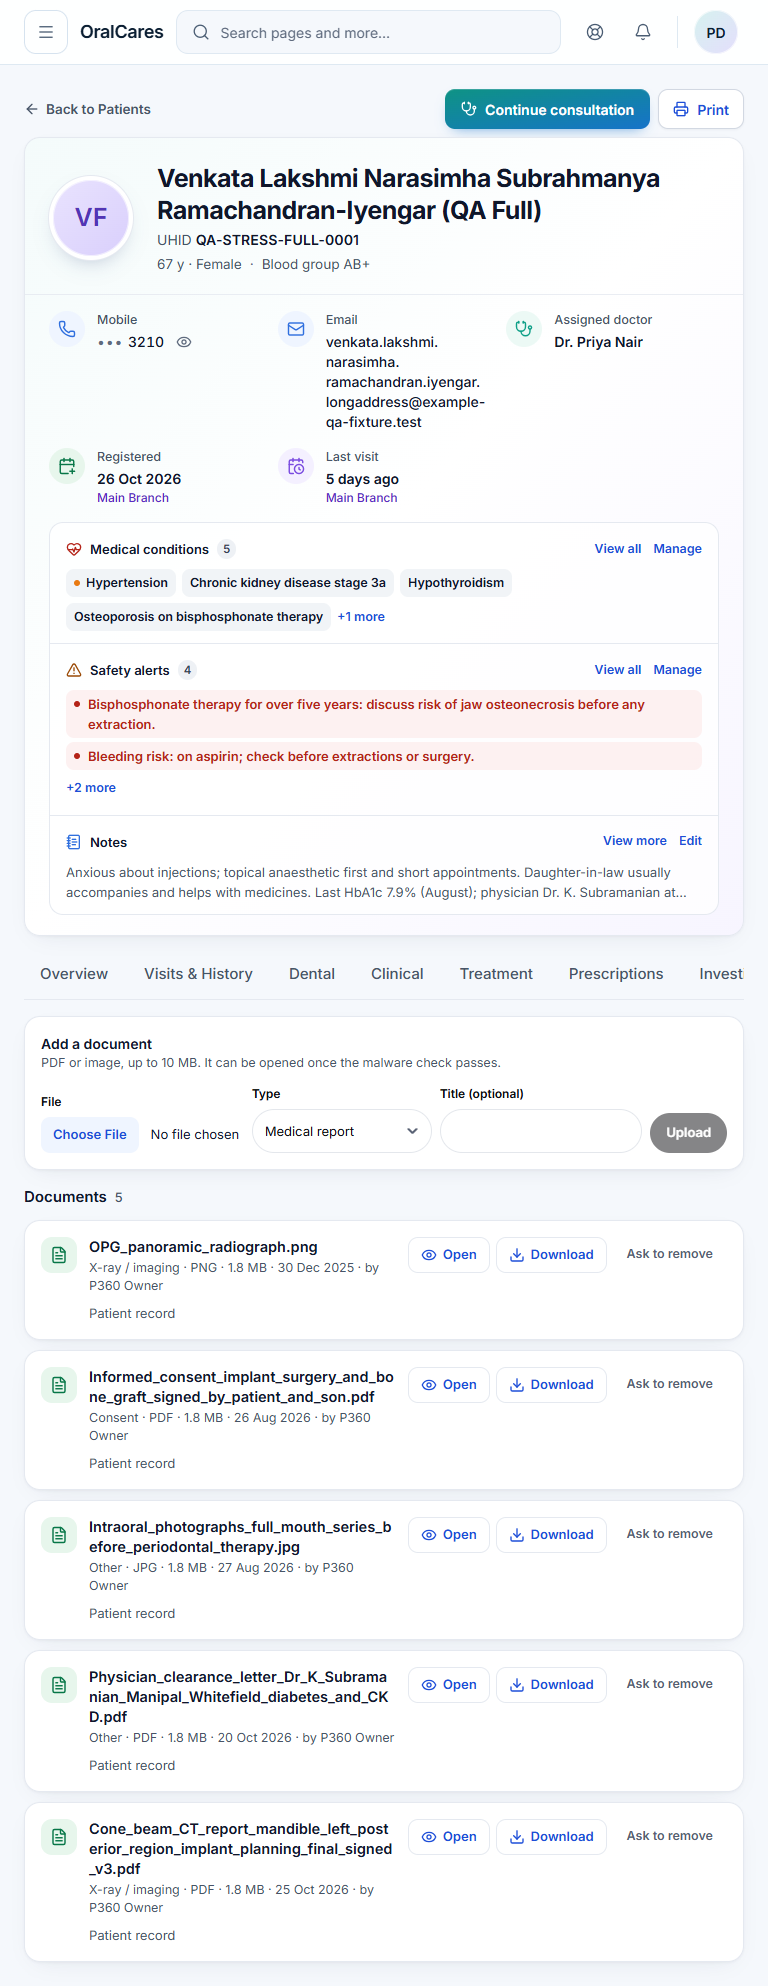 OralCares
Search pages and more...
PD
Back to Patients
Continue consultation
Print
VF
Venkata Lakshmi Narasimha Subrahmanya
Ramachandran-Iyengar (QA Full)
UHID QA-STRESS-FULL-0001
67 y · Female · Blood group AB+
Mobile
••• 3210
Email
venkata.lakshmi.
narasimha.
ramachandran.iyengar.
longaddress@example-
qa-fixture.test
Assigned doctor
Dr. Priya Nair
Registered
26 Oct 2026
Main Branch
Last visit
5 days ago
Main Branch
Medical conditions 5
View all Manage
Hypertension Chronic kidney disease stage 3a Hypothyroidism
Osteoporosis on bisphosphonate therapy +1 more
Safety alerts 4
View all Manage
Bisphosphonate therapy for over five years: discuss risk of jaw osteonecrosis before any
extraction.
Bleeding risk: on aspirin; check before extractions or surgery.
+2 more
Notes
View more Edit
Anxious about injections; topical anaesthetic first and short appointments. Daughter-in-law usually
accompanies and helps with medicines. Last HbA1c 7.9% (August); physician Dr. K. Subramanian at...
Overview Visits & History Dental Clinical Treatment Prescriptions Investi
Add a document
PDF or image, up to 10 MB. It can be opened once the malware check passes.
File
Choose File No file chosen
Type
Medical report
Title (optional)
Upload
Documents 5
OPG_panoramic_radiograph.png
X-ray / imaging · PNG · 1.8 MB · 30 Dec 2025 · by
P360 Owner
Patient record
Open Download Ask to remove
Informed_consent_implant_surgery_and_bo
ne_graft_signed_by_patient_and_son.pdf
Consent · PDF · 1.8 MB · 26 Aug 2026 · by P360
Owner
Patient record
Open Download Ask to remove
Intraoral_photographs_full_mouth_series_b
efore_periodontal_therapy.jpg
Other · JPG · 1.8 MB · 27 Aug 2026 · by P360
Owner
Patient record
Open Download Ask to remove
Physician_clearance_letter_Dr_K_Subrama
nian_Manipal_Whitefield_diabetes_and_CK
D.pdf
Other · PDF · 1.8 MB · 20 Oct 2026 · by P360 Owner
Patient record
Open Download Ask to remove
Cone_beam_CT_report_mandible_left_post
erior_region_implant_planning_final_signed
_v3.pdf
X-ray / imaging · PDF · 1.8 MB · 25 Oct 2026 · by
P360 Owner
Patient record
Open Download Ask to remove